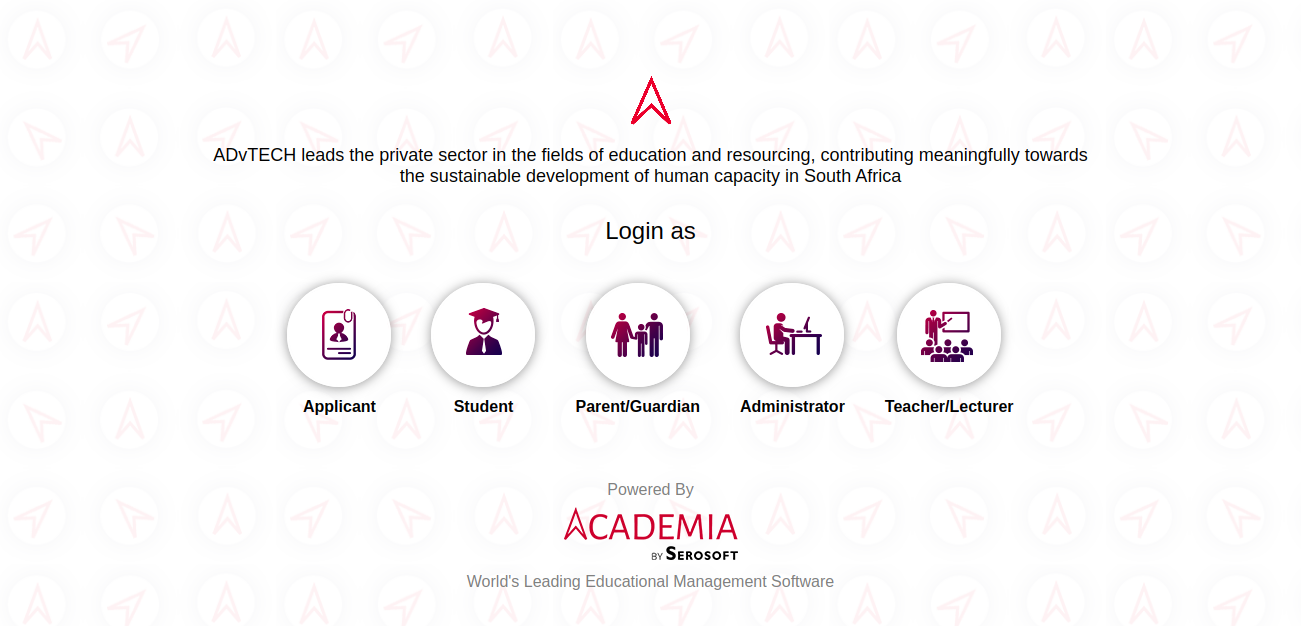 ADvTECH leads the private sector in the fields of education and resourcing, contributing meaningfully towards
the sustainable development of human capacity in South Africa
Login as
Applicant
Student
Parent/Guardian
Administrator
Teacher/Lecturer
Powered By
ACADEMIA
BY SEROSOFT
World's Leading Educational Management Software